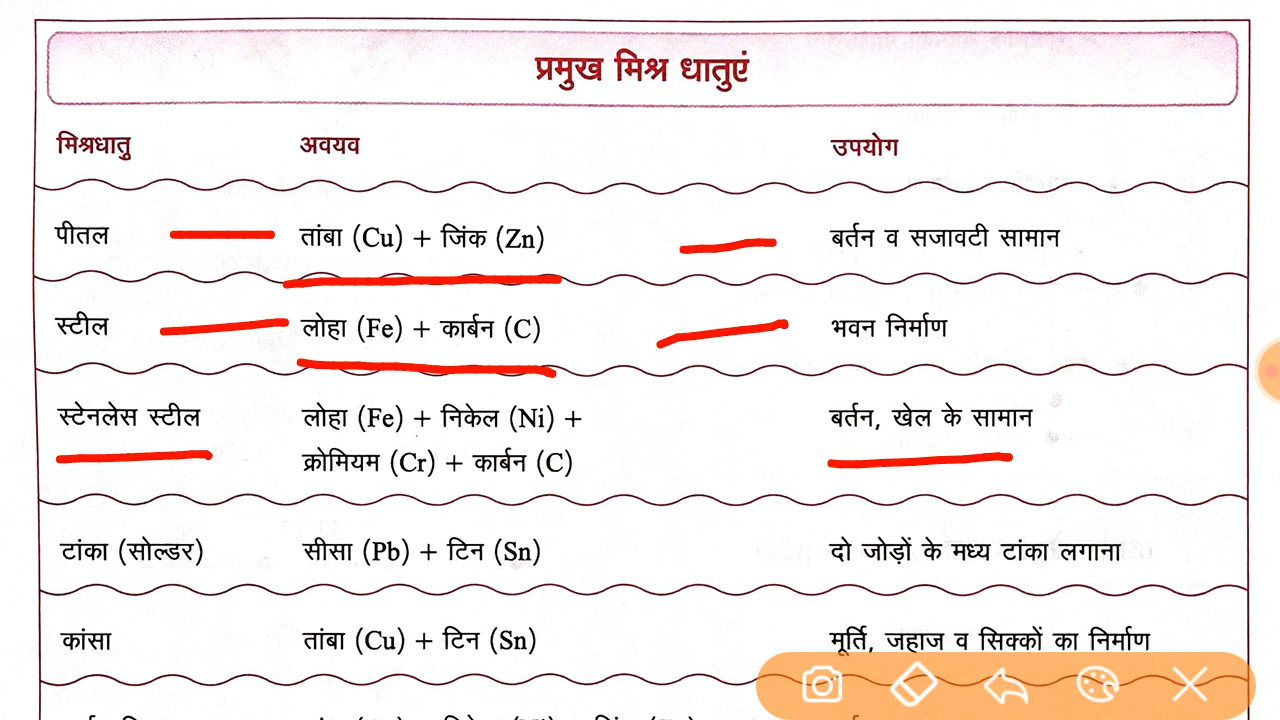 प्रमुख मिश्र धातुएं
मिश्रधातु अवयव उपयोग
पीतल तांबा (Cu) + जिंक (Zn) बर्तन व सजावटी सामान
स्टील लोहा (Fe) + कार्बन (C) भवन निर्माण
स्टेनलेस स्टील लोहा (Fe) + निकेल (Ni) + बर्तन, खेल के सामान
क्रोमियम (Cr) + कार्बन (C)
टांका (सोल्डर) सीसा (Pb) + टिन (Sn) दो जोड़ों के मध्य टांका लगाना
कांसा तांबा (Cu) + टिन (Sn) मूर्ति, जहाज व सिक्कों का निर्माण